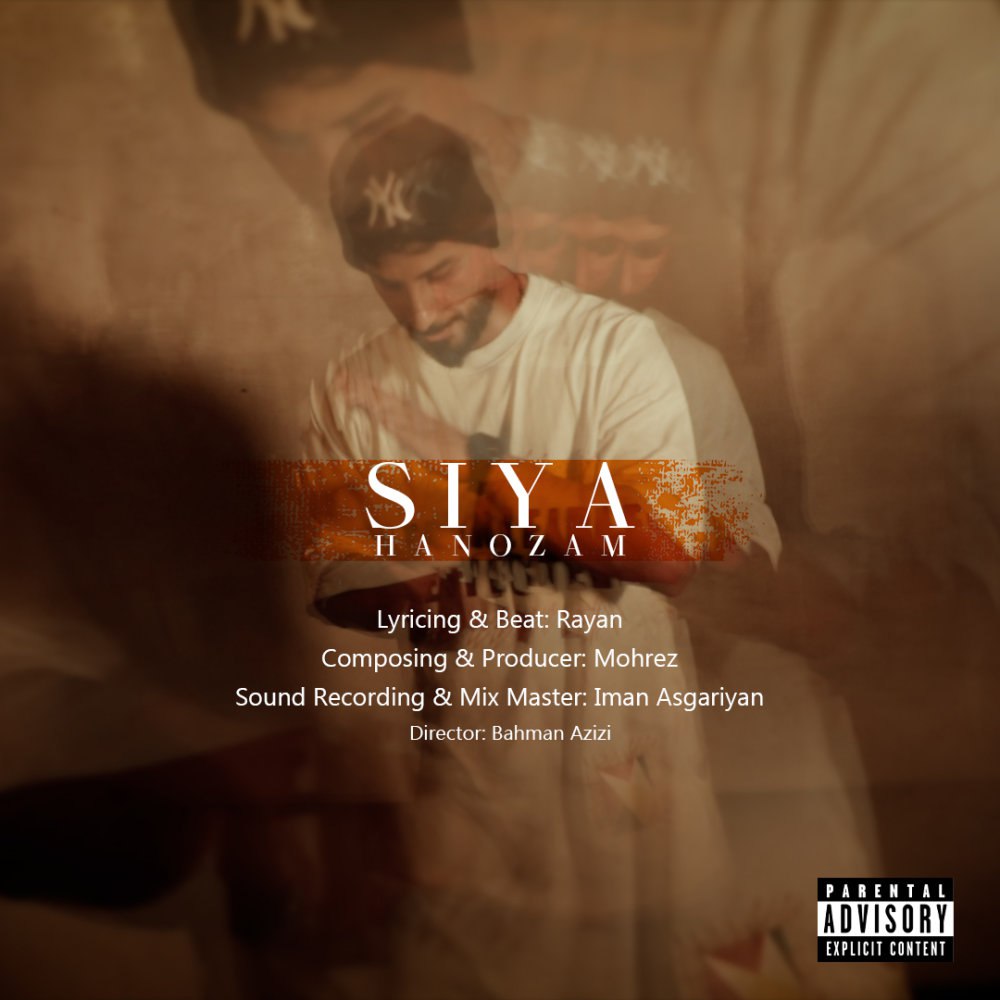 NY
SIYA
HANOZAM
Lyricing & Beat: Rayan
Composing & Producer: Mohrez
Sound Recording & Mix Master: Iman Asgariyan
Director: Bahman Azizi
PARENTAL
ADVISORY
EXPLICIT CONTENT